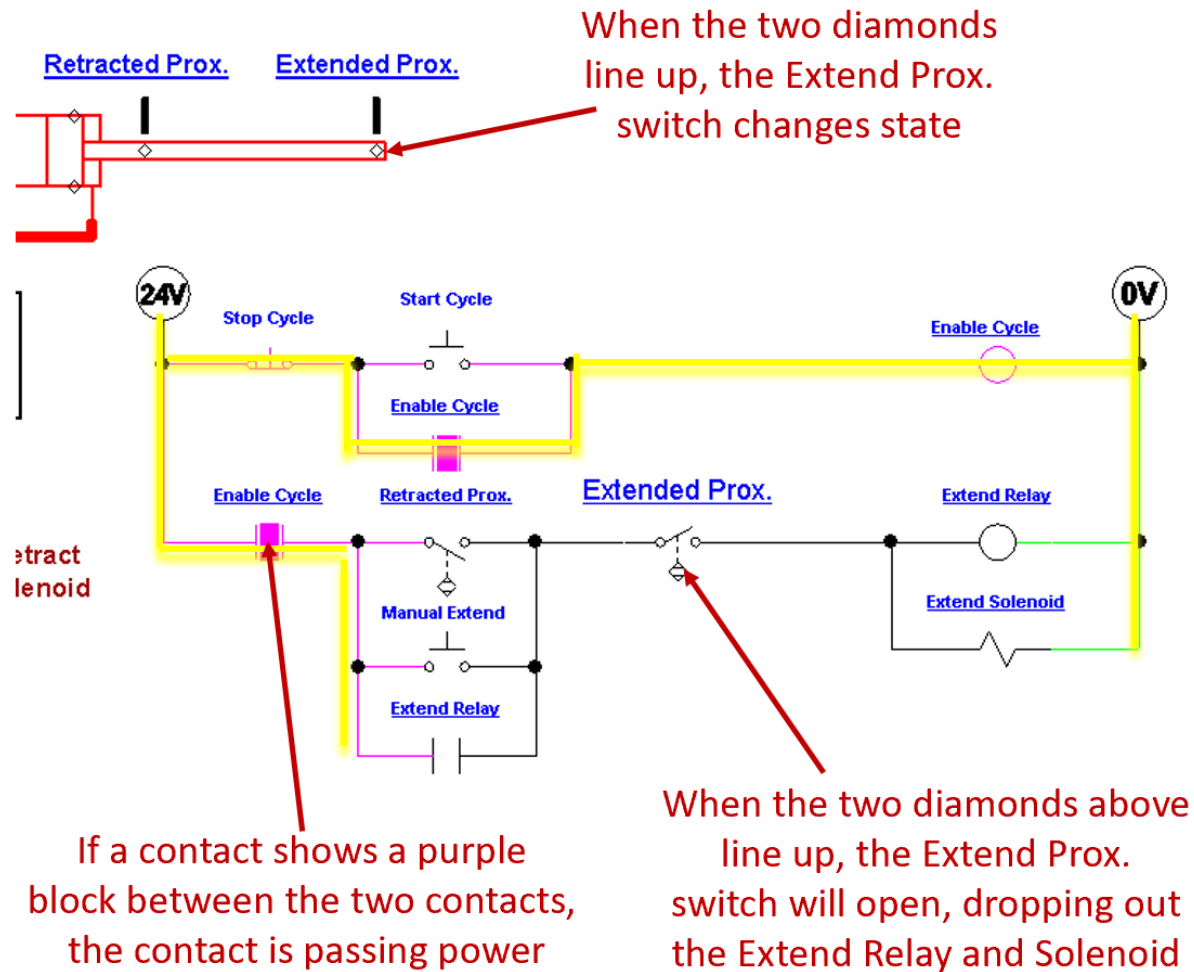 When the two diamonds
line up, the Extend Prox.
switch changes state
Retracted Prox.
Extended Prox.
24V
0V
Stop Cycle
Start Cycle
Enable Cycle
Enable Cycle
Enable Cycle
Retracted Prox.
Extended Prox.
Extend Relay
etract
lenoid
Manual Extend
Extend Solenoid
Extend Relay
If a contact shows a purple
block between the two contacts,
the contact is passing power
When the two diamonds above
line up, the Extend Prox.
switch will open, dropping out
the Extend Relay and Solenoid